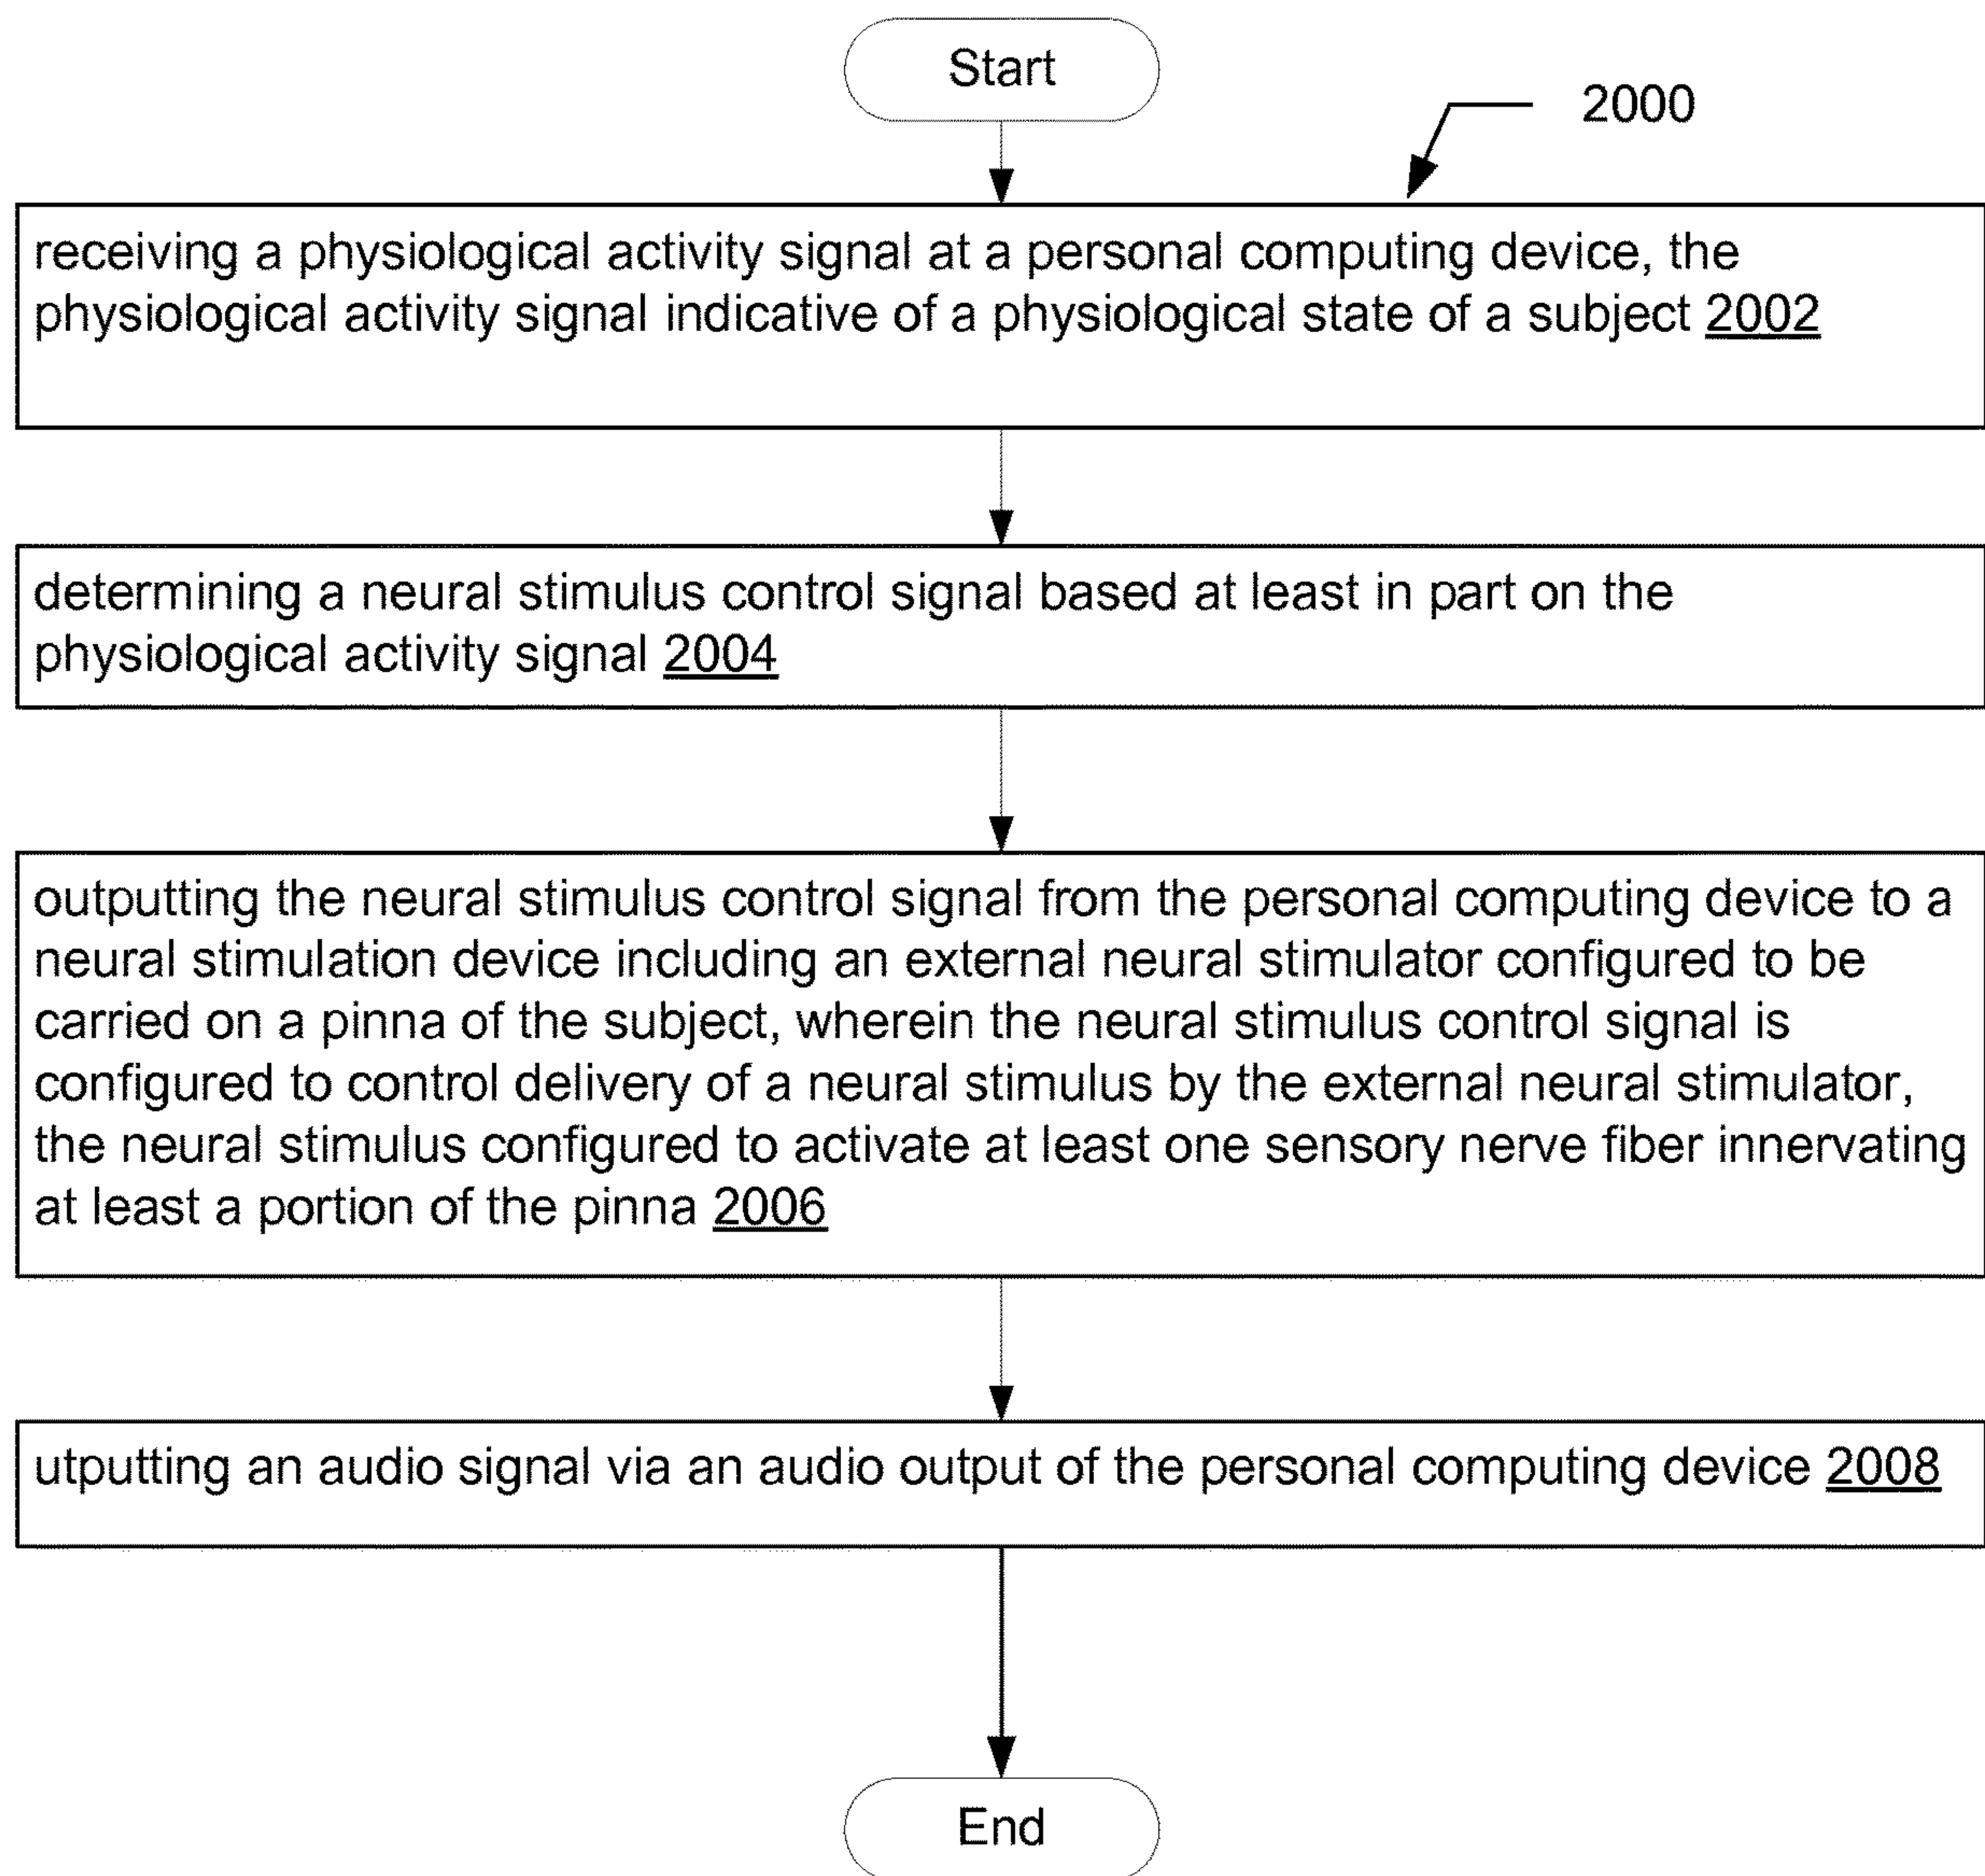 Start
2000
receiving a physiological activity signal at a personal computing device, the
physiological activity signal indicative of a physiological state of a subject 2002
determining a neural stimulus control signal based at least in part on the
physiological activity signal 2004
outputting the neural stimulus control signal from the personal computing device to a
neural stimulation device including an external neural stimulator configured to be
carried on a pinna of the subject, wherein the neural stimulus control signal is
configured to control delivery of a neural stimulus by the external neural stimulator,
the neural stimulus configured to activate at least one sensory nerve fiber innervating
at least a portion of the pinna 2006
utputting an audio signal via an audio output of the personal computing device 2008
End